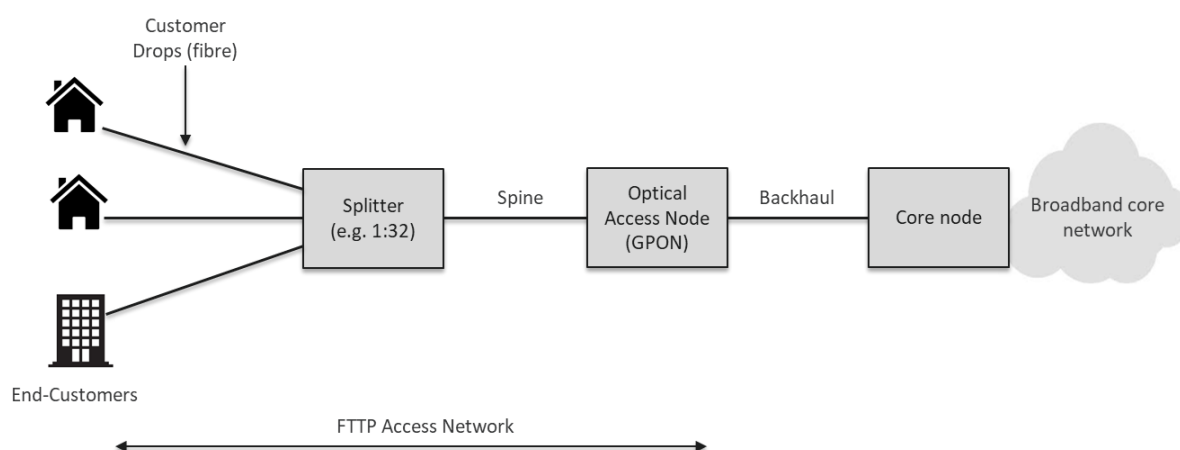 Customer
Drops (fibre)
Splitter
(e.g. 1:32)
Spine
Optical
Access Node
(GPON)
Backhaul
Core node
Broadband core
network
End-Customers
FTTP Access Network